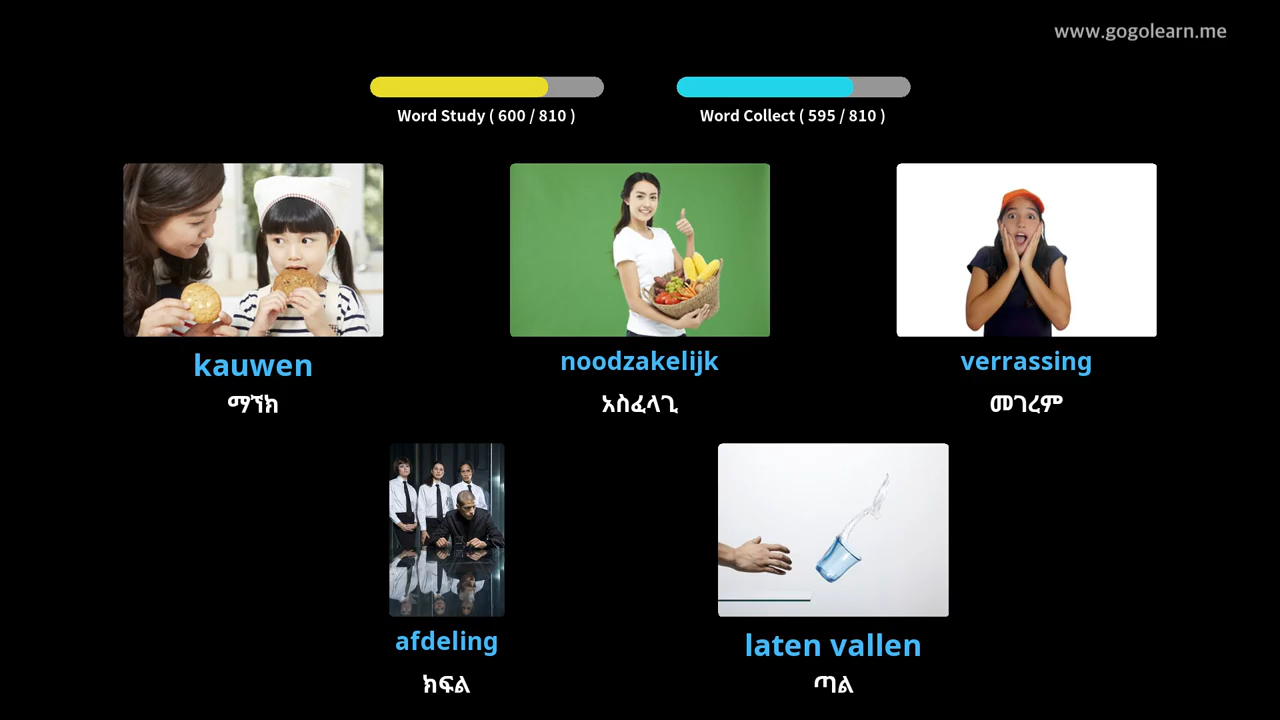 www.gogolearn.me
Word Study ( 600 / 810 )
Word Collect ( 595 / 810 )
kauwen
noodzakelijk
verrassing
ማኘክ
አስፈላጊ
መገረም
afdeling
laten vallen
ክፍል
ጣል